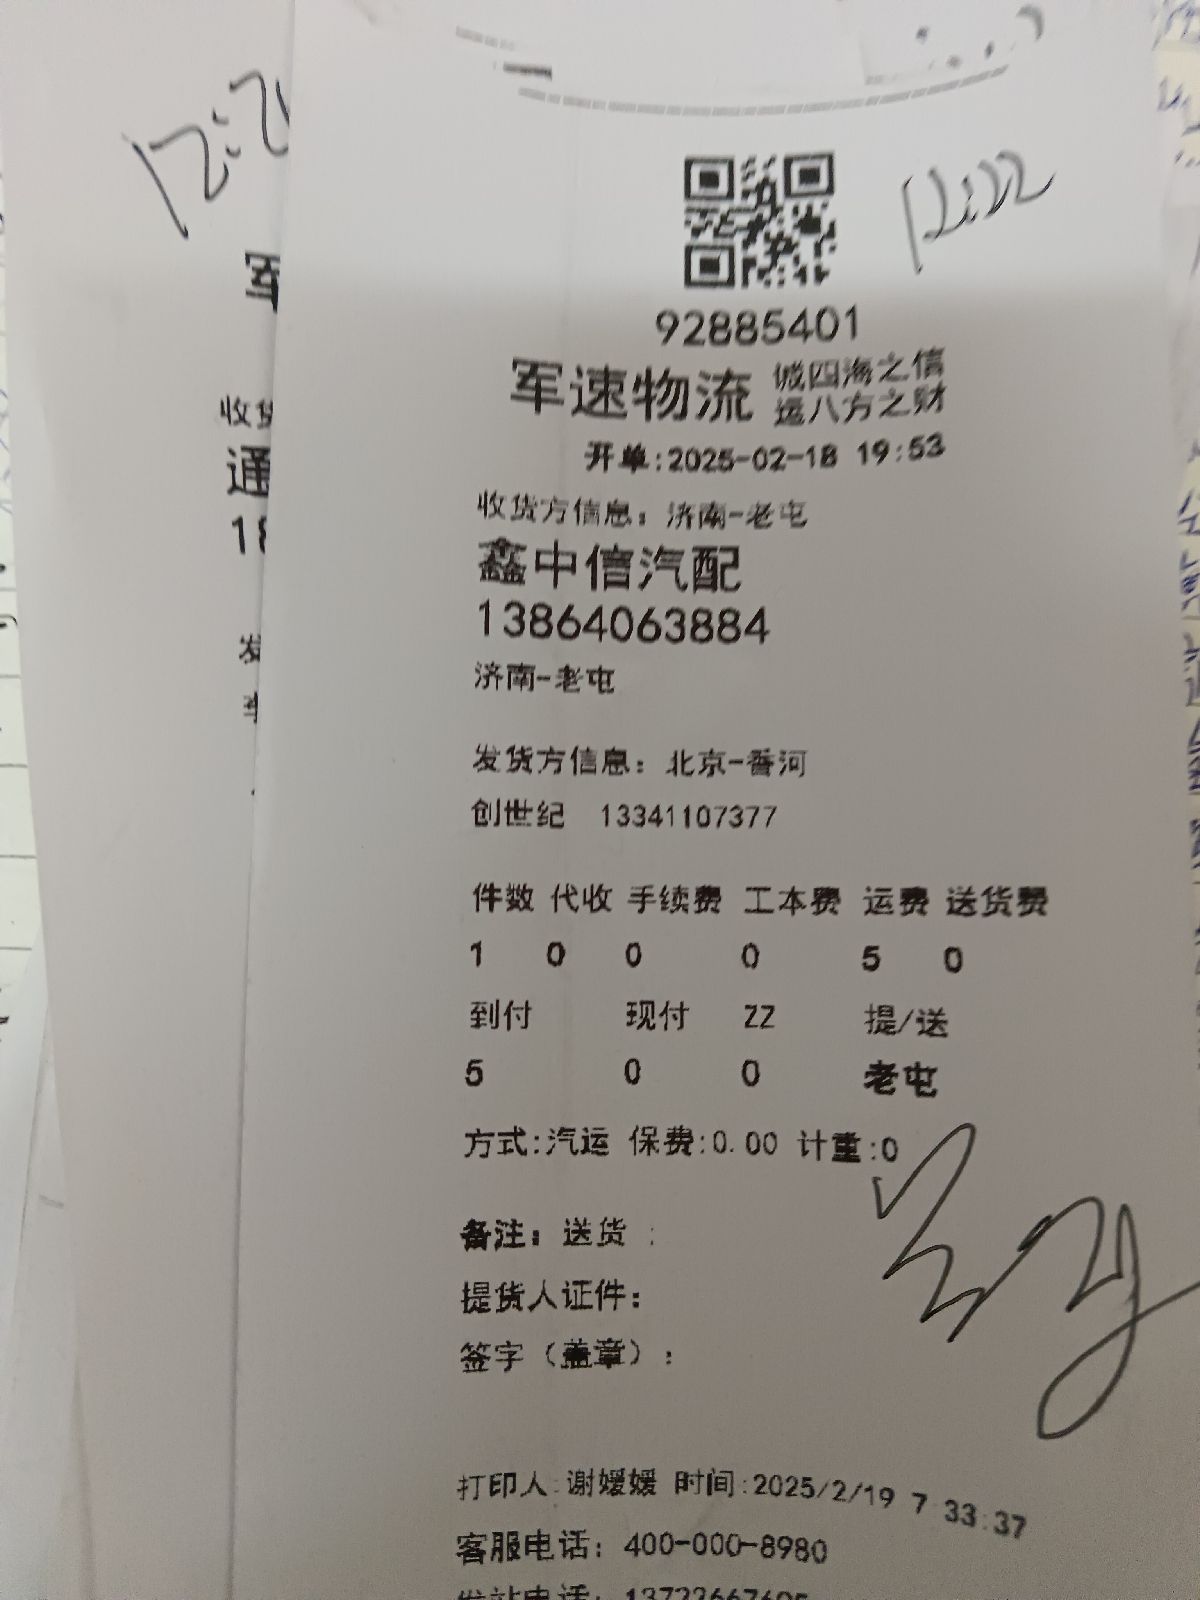 12:22
92885401
军速物流 诚四海之信
运八方之财
开单:2025-02-18 19:53
收货方信息：济南-老屯
鑫中信汽配
13864063884
济南-老屯
发货方信息：北京-香河
创世纪 13341107377
件数 代收 手续费 工本费 运费 送货费
1 0 0 0 5 0
到付 现付 ZZ 提/送
5 0 0 老屯
方式:汽运 保费:0.00 计重:0
备注：送货 :
提货人证件：
签字（盖章）：
打印人:谢媛媛 时间:2025/2/19 7:33:37
客服电话：400-000-8980
军
收货
通
18
发